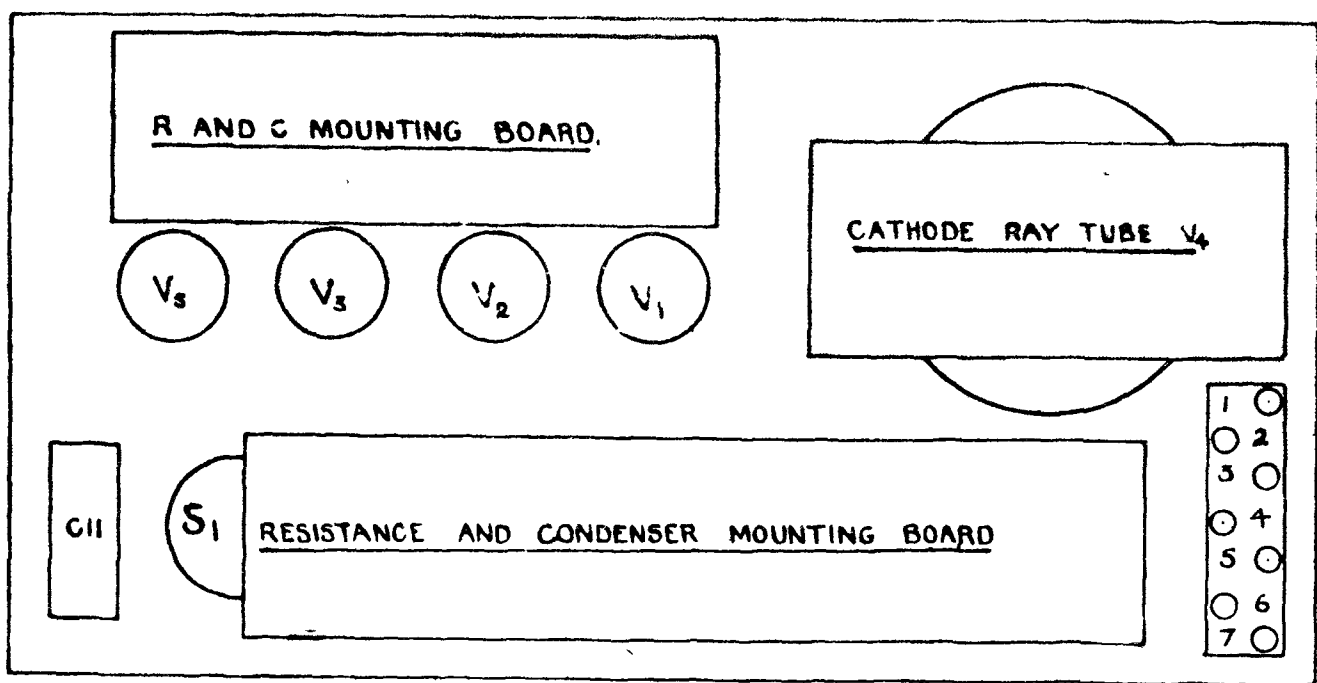 R AND C MOUNTING BOARD.
CATHODE RAY TUBE V4
V5 V3 V2 V1
1
2
3
4
5
6
7
C11
S1
RESISTANCE AND CONDENSER MOUNTING BOARD